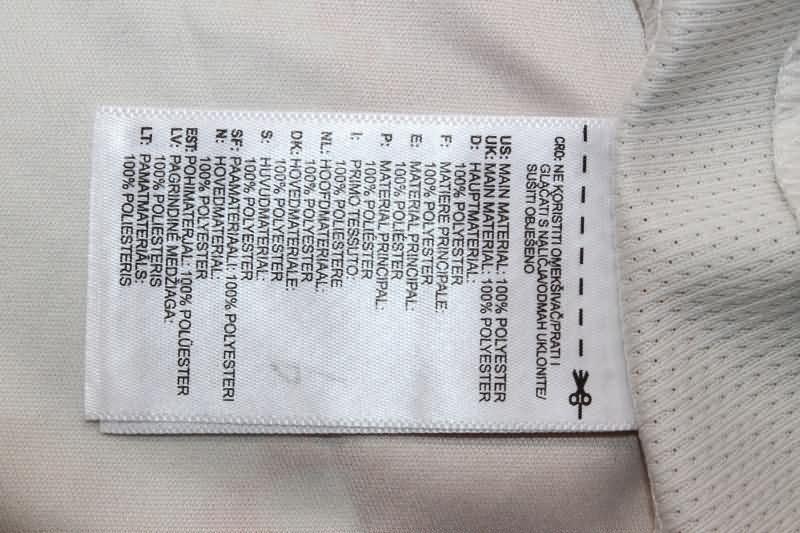 CRO: NE KORISTITI OMEKŠIVAČ/PRATI I
GLAČATI S NALIČJA/ODMAH UKLONITE/
SUŠITI OBJEŠENO
US: MAIN MATERIAL: 100% POLYESTER
UK: MAIN MATERIAL: 100% POLYESTER
D: HAUPTMATERIAL:
100% POLYESTER
F: MATIERE PRINCIPALE:
100% POLYESTER
E: MATERIAL PRINCIPAL:
100% POLIÉSTER
P: MATERIAL PRINCIPAL:
100% POLIÉSTER
I: PRIMO TESSUTO:
100% POLIESTERE
NL: HOOFDMATERIAAL:
100% POLYESTER
DK: HOVEDMATERIALE:
100% POLYESTER
S: HUVUDMATERIAL:
100% POLYESTER
SF: PÄÄMATERIAALI: 100% POLYESTERI
N: HOVEDMATERIAL:
100% POLYESTER
EST: POHIMATERJAL: 100% POLÜESTER
LV: PAGRINDINĖ MEDŽIAGA:
100% POLIESTERIS
LT: PAMATMATERIĀLS:
100% POLIESTERIS